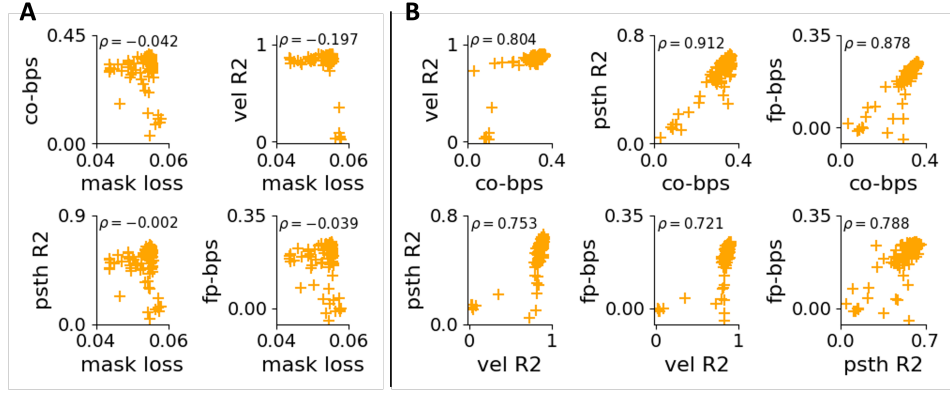 A
B
0.45
ρ = −0.042
co-bps
0.00
0.04
0.06
mask loss
1
ρ = −0.197
vel R2
0
0.04
0.06
mask loss
1
ρ = 0.804
vel R2
0
0.0
0.4
co-bps
0.8
ρ = 0.912
psth R2
0.0
0.0
0.4
co-bps
0.35
ρ = 0.878
fp-bps
0.00
0.0
0.4
co-bps
0.9
ρ = −0.002
psth R2
0.0
0.04
0.06
mask loss
0.35
ρ = −0.039
fp-bps
0.00
0.04
0.06
mask loss
0.8
ρ = 0.753
psth R2
0.0
0
1
vel R2
0.35
ρ = 0.721
fp-bps
0.00
0
1
vel R2
0.35
ρ = 0.788
fp-bps
0.00
0.0
0.7
psth R2